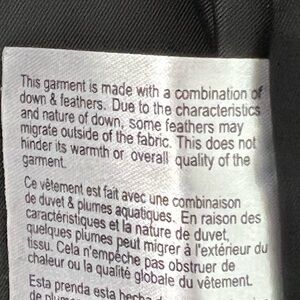 This garment is made with a combination of
down & feathers. Due to the characteristics
and nature of down, some feathers may
migrate outside of the fabric. This does not
hinder its warmth or overall quality of the
garment.
Ce vêtement est fait avec une combinaison
de duvet & plumes aquatiques. En raison des
caractéristiques et la nature de duvet,
quelques plumes peut migrer à l'extérieur du
tissu. Cela n'empêche pas obstruer de
chaleur ou la qualité globale du vêtement.
Esta prenda esta hecha